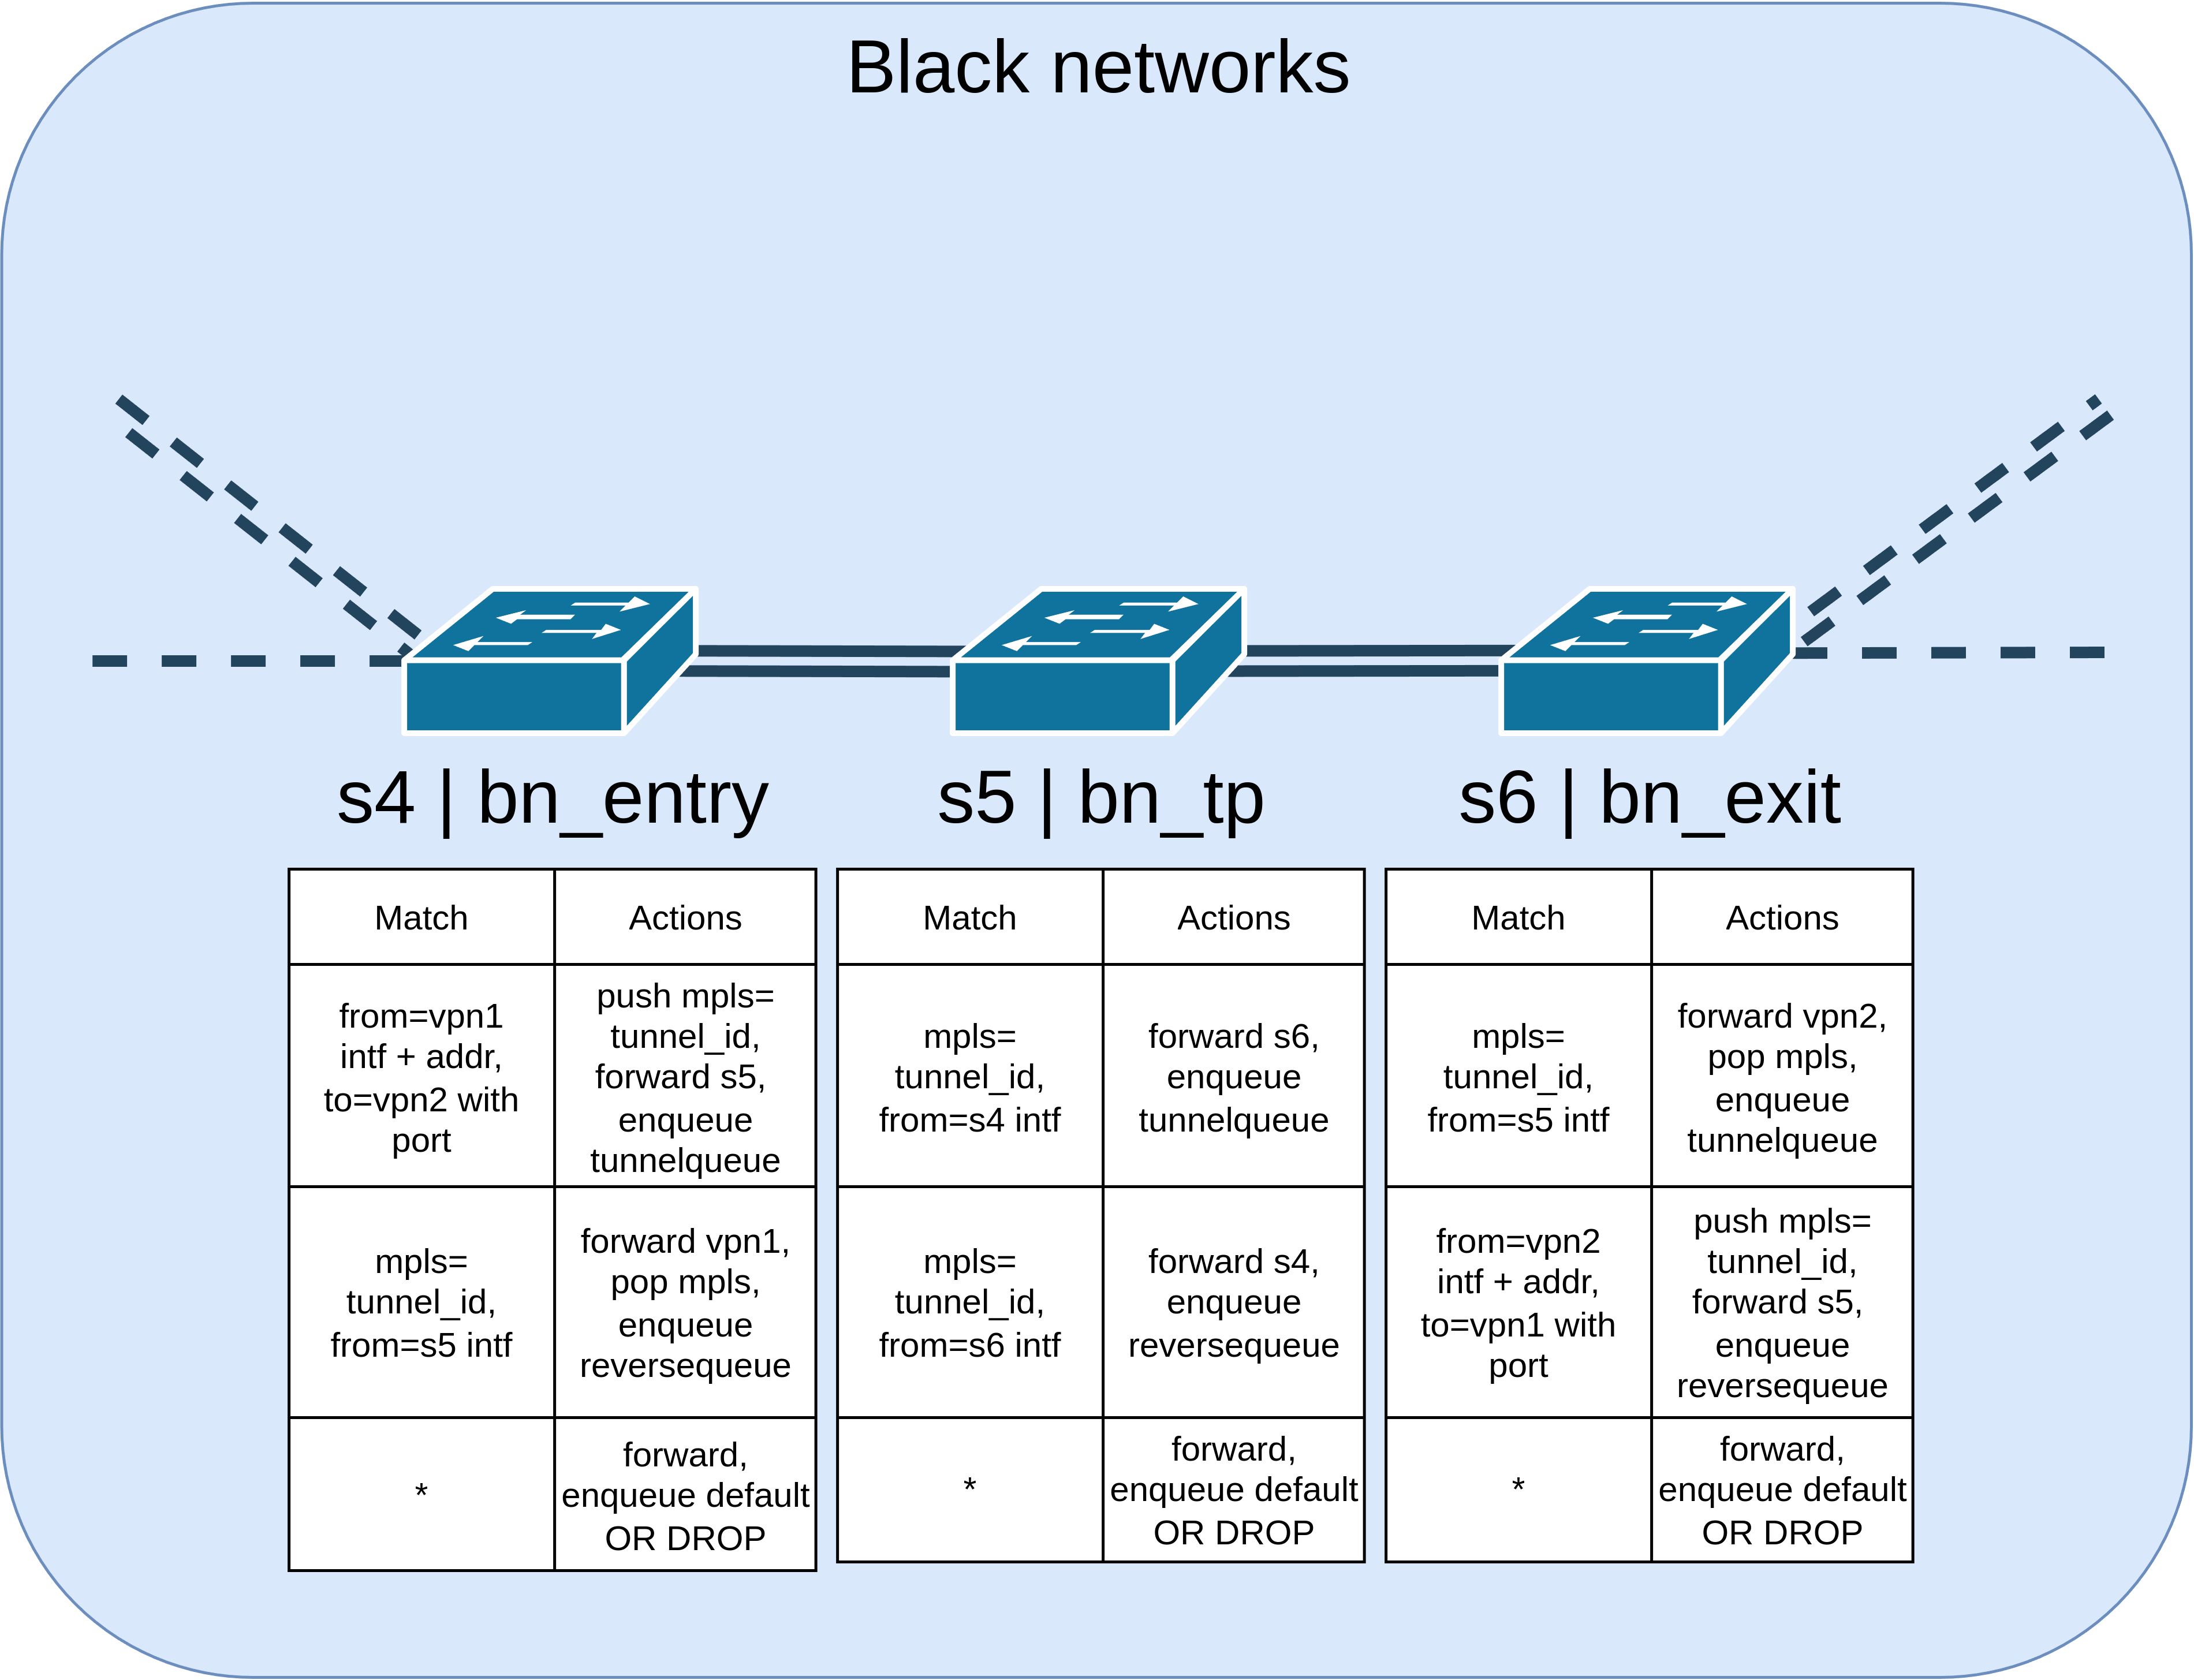 Black networks
s4 | bn_entry
s5 | bn_tp
s6 | bn_exit
Match
Actions
from=vpn1
intf + addr,
to=vpn2 with
port
push mpls=
tunnel_id,
forward s5,
enqueue
tunnelqueue
mpls=
tunnel_id,
from=s5 intf
forward vpn1,
pop mpls,
enqueue
reversequeue
*
forward,
enqueue default
OR DROP
Match
Actions
mpls=
tunnel_id,
from=s4 intf
forward s6,
enqueue
tunnelqueue
mpls=
tunnel_id,
from=s6 intf
forward s4,
enqueue
reversequeue
*
forward,
enqueue default
OR DROP
Match
Actions
mpls=
tunnel_id,
from=s5 intf
forward vpn2,
pop mpls,
enqueue
tunnelqueue
from=vpn2
intf + addr,
to=vpn1 with
port
push mpls=
tunnel_id,
forward s5,
enqueue
reversequeue
*
forward,
enqueue default
OR DROP